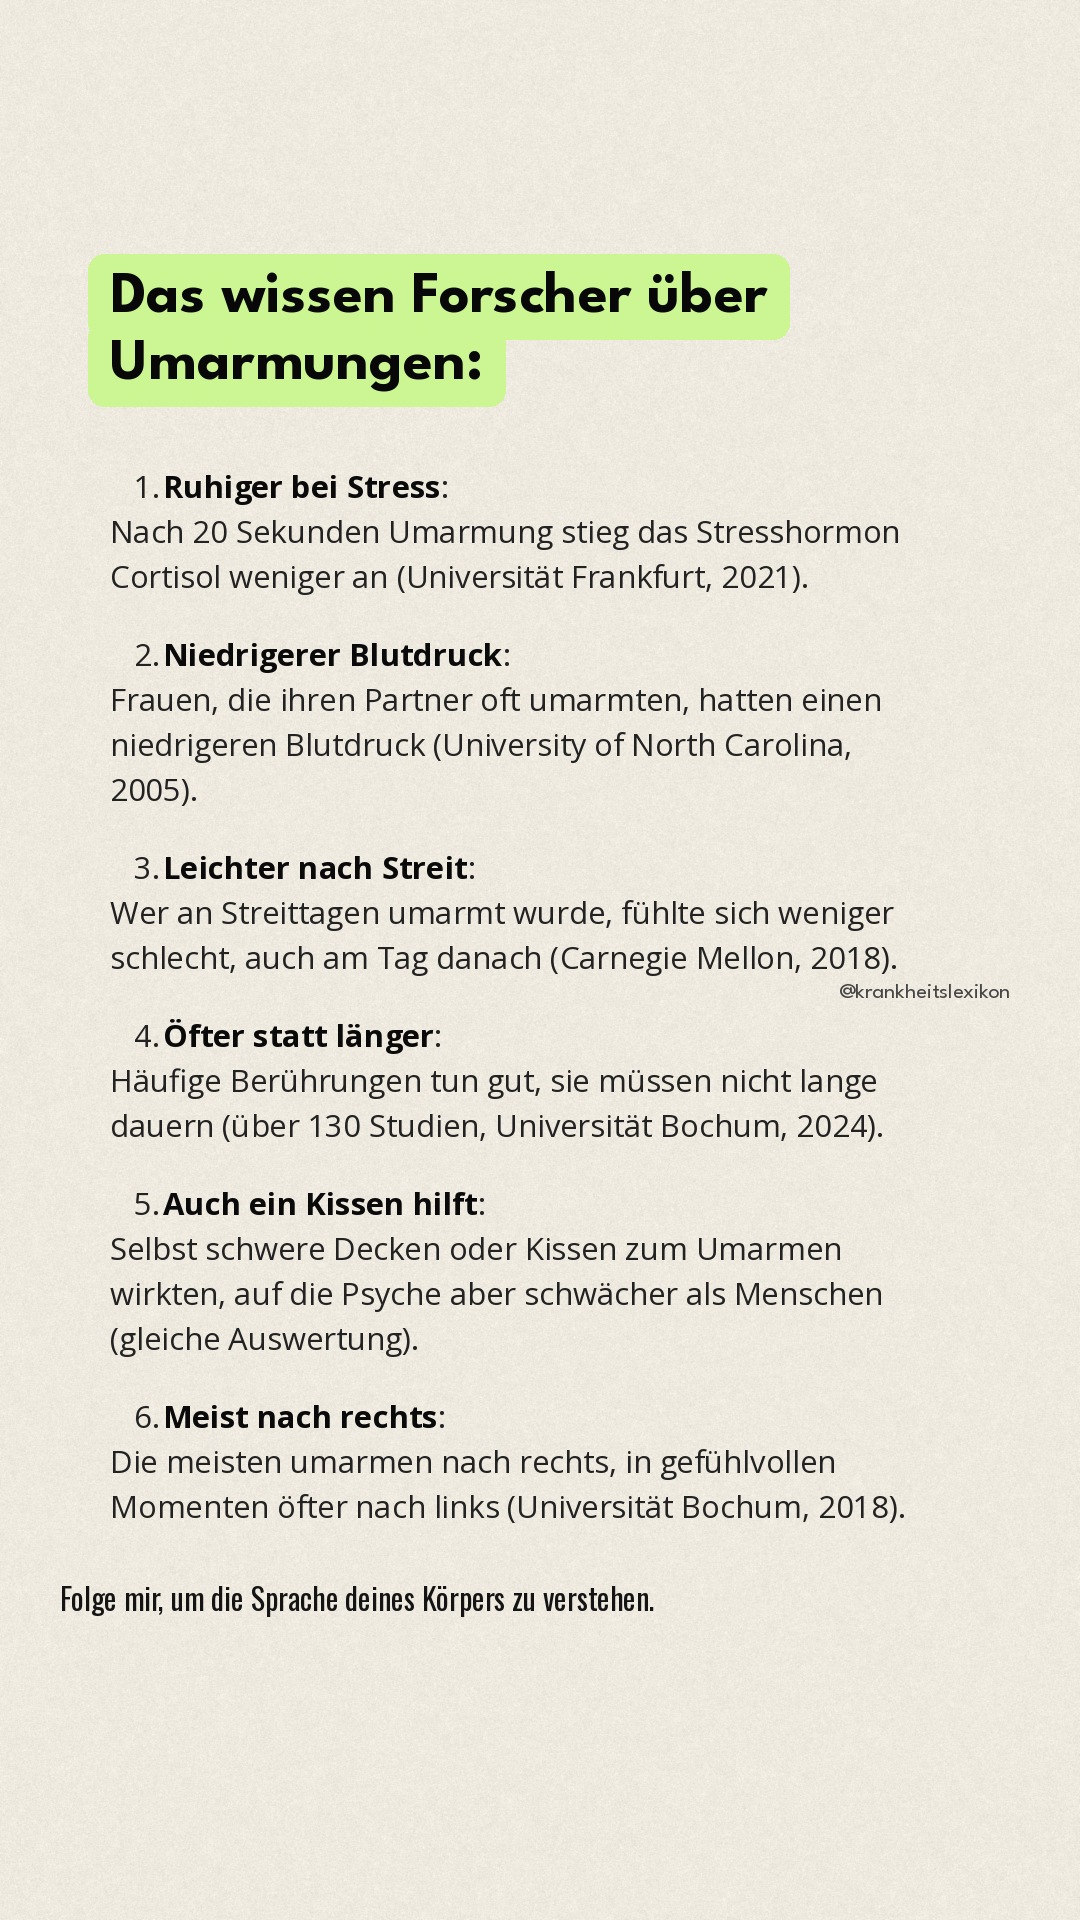 Das wissen Forscher über
Umarmungen:
1. Ruhiger bei Stress:
Nach 20 Sekunden Umarmung stieg das Stresshormon
Cortisol weniger an (Universität Frankfurt, 2021).
2. Niedrigerer Blutdruck:
Frauen, die ihren Partner oft umarmten, hatten einen
niedrigeren Blutdruck (University of North Carolina,
2005).
3. Leichter nach Streit:
Wer an Streittagen umarmt wurde, fühlte sich weniger
schlecht, auch am Tag danach (Carnegie Mellon, 2018).
@krankheitslexikon
4. Öfter statt länger:
Häufige Berührungen tun gut, sie müssen nicht lange
dauern (über 130 Studien, Universität Bochum, 2024).
5. Auch ein Kissen hilft:
Selbst schwere Decken oder Kissen zum Umarmen
wirkten, auf die Psyche aber schwächer als Menschen
(gleiche Auswertung).
6. Meist nach rechts:
Die meisten umarmen nach rechts, in gefühlvollen
Momenten öfter nach links (Universität Bochum, 2018).
Folge mir, um die Sprache deines Körpers zu verstehen.